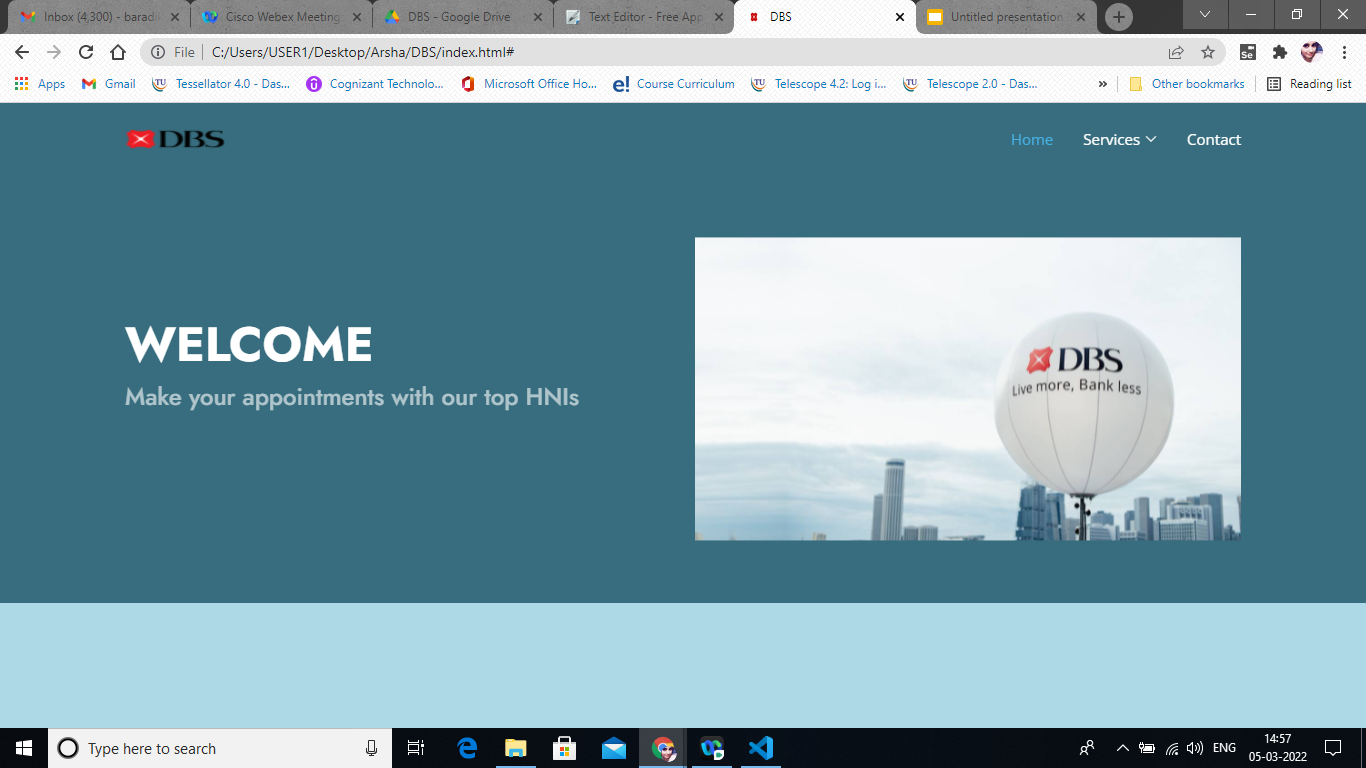 Inbox (4,300) - baradi
Cisco Webex Meeting
DBS - Google Drive
Text Editor - Free App
DBS
Untitled presentation
File
C:/Users/USER1/Desktop/Arsha/DBS/index.html#
Se
Apps
Gmail
TU
Tessellator 4.0 - Das...
Cognizant Technolo...
Microsoft Office Ho...
e!
Course Curriculum
TU
Telescope 4.2: Log i...
TU
Telescope 2.0 - Das...
»
Other bookmarks
Reading list
DBS
Home
Services
Contact
WELCOME
Make your appointments with our top HNIs
DBS
Live more, Bank less
Type here to search
ENG
14:57
05-03-2022